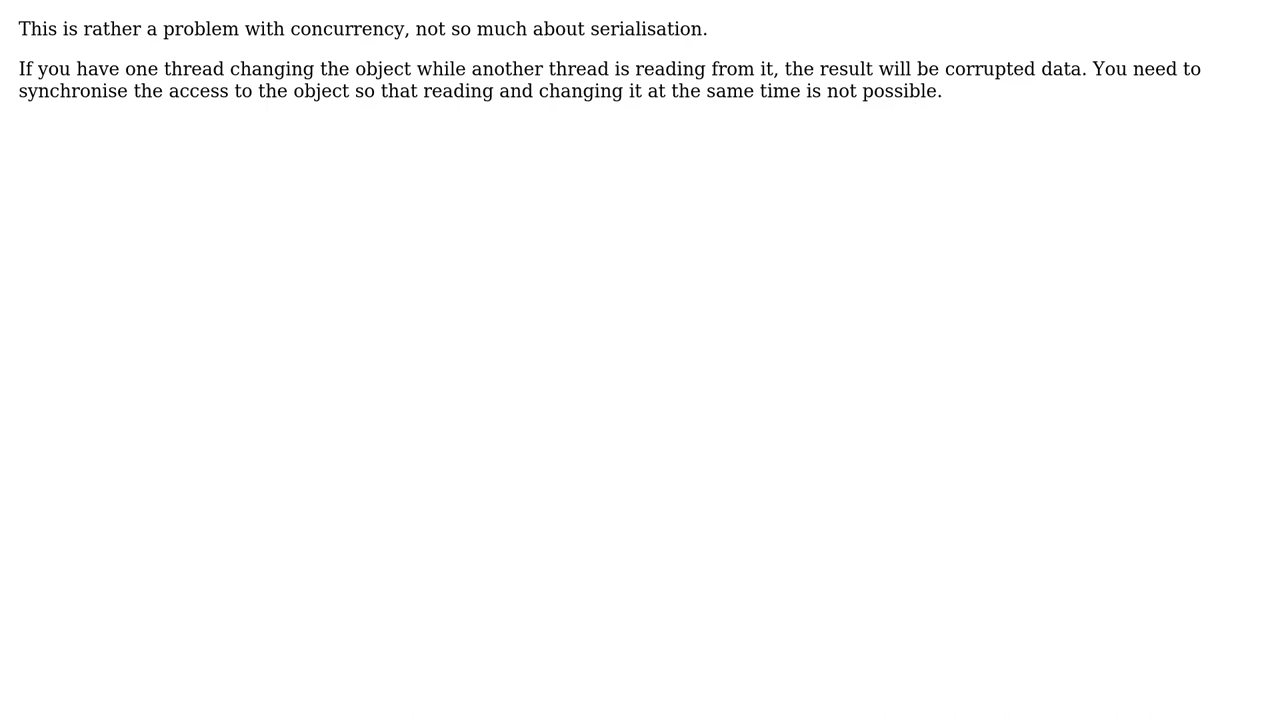 This is rather a problem with concurrency, not so much about serialisation.
If you have one thread changing the object while another thread is reading from it, the result will be corrupted data. You need to
synchronise the access to the object so that reading and changing it at the same time is not possible.